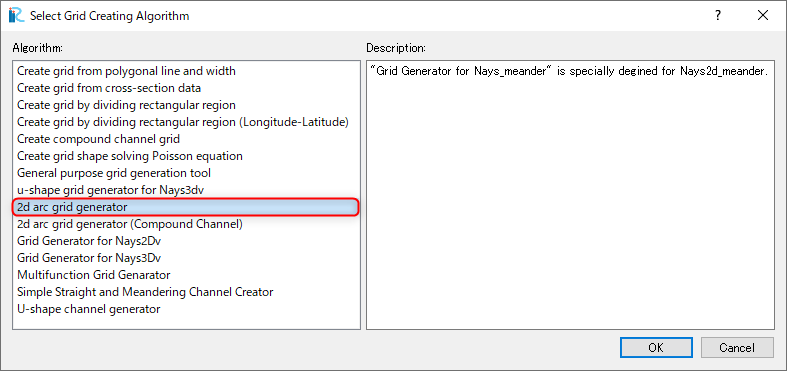 Select Grid Creating Algorithm
Algorithm:
Create grid from polygonal line and width
Create grid from cross-section data
Create grid by dividing rectangular region
Create grid by dividing rectangular region (Longitude-Latitude)
Create compound channel grid
Create grid shape solving Poisson equation
General purpose grid generation tool
u-shape grid generator for Nays3dv
2d arc grid generator
2d arc grid generator (Compound Channel)
Grid Generator for Nays2Dv
Grid Generator for Nays3Dv
Multifunction Grid Genarator
Simple Straight and Meandering Channel Creator
U-shape channel generator
Description:
"Grid Generator for Nays_meander" is specially degined for Nays2d_meander.
OK
Cancel